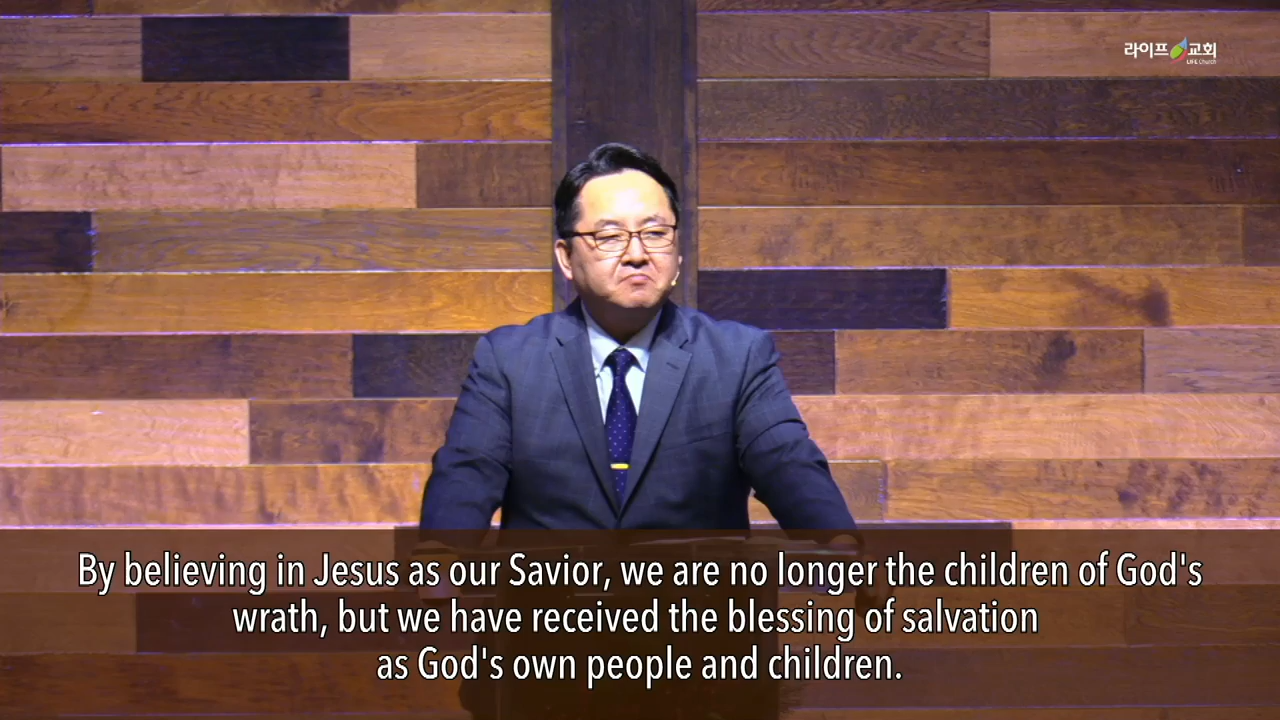 라이프 교회
LIFE Church
By believing in Jesus as our Savior, we are no longer the children of God's
wrath, but we have received the blessing of salvation
as God's own people and children.